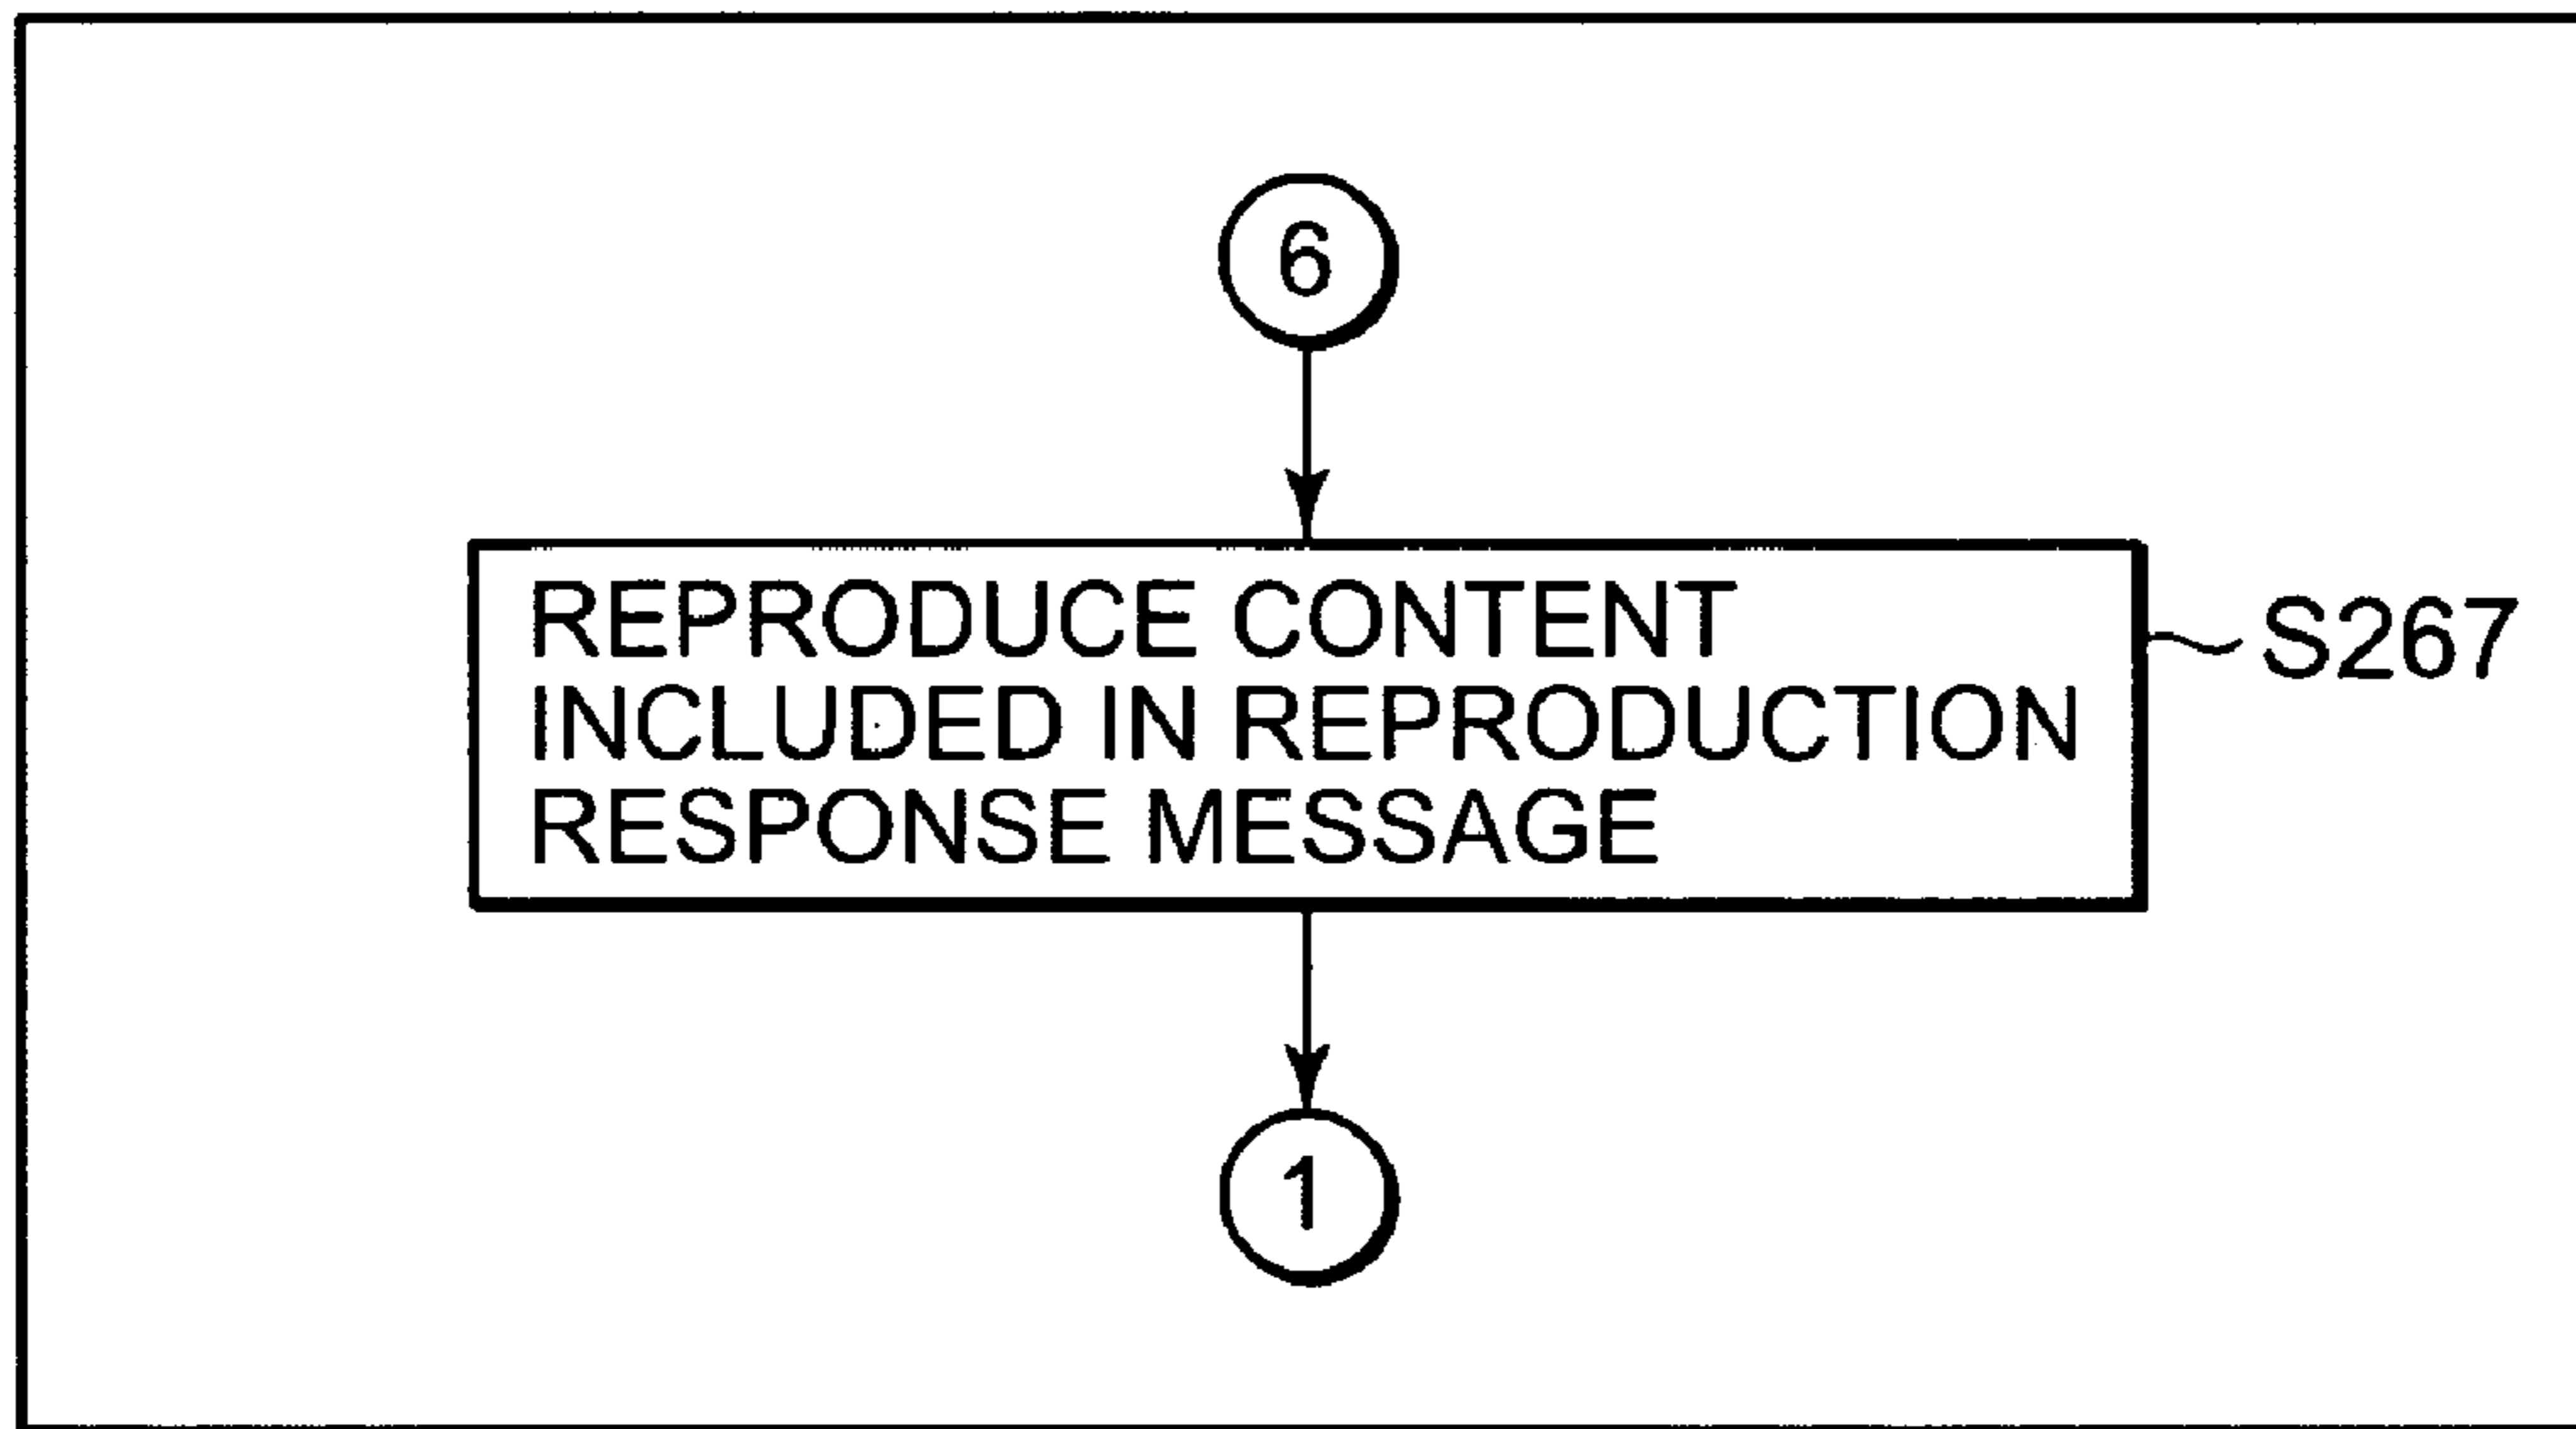 6
REPRODUCE CONTENT
INCLUDED IN REPRODUCTION
RESPONSE MESSAGE
S267
1